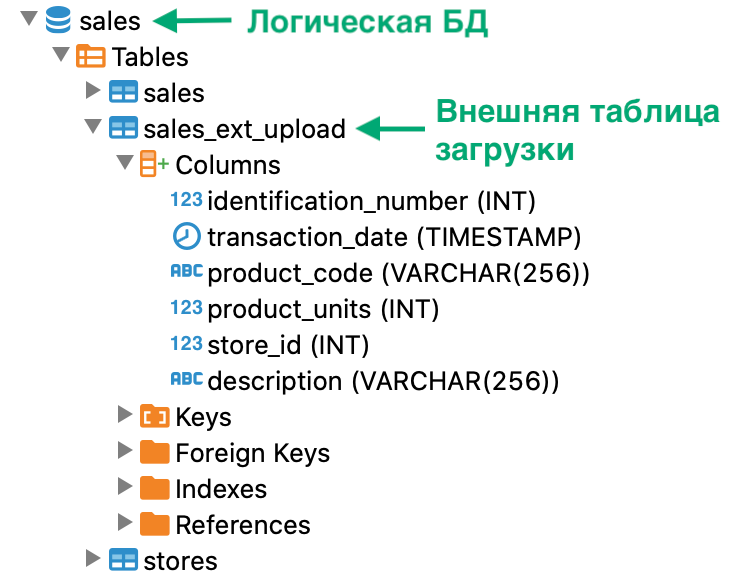 sales Логическая БД
Tables
sales
sales_ext_upload Внешняя таблица
загрузки
+ Columns
123 identification_number (INT)
transaction_date (TIMESTAMP)
ABC product_code (VARCHAR(256))
123 product_units (INT)
123 store_id (INT)
ABC description (VARCHAR(256))
Keys
Foreign Keys
Indexes
References
stores